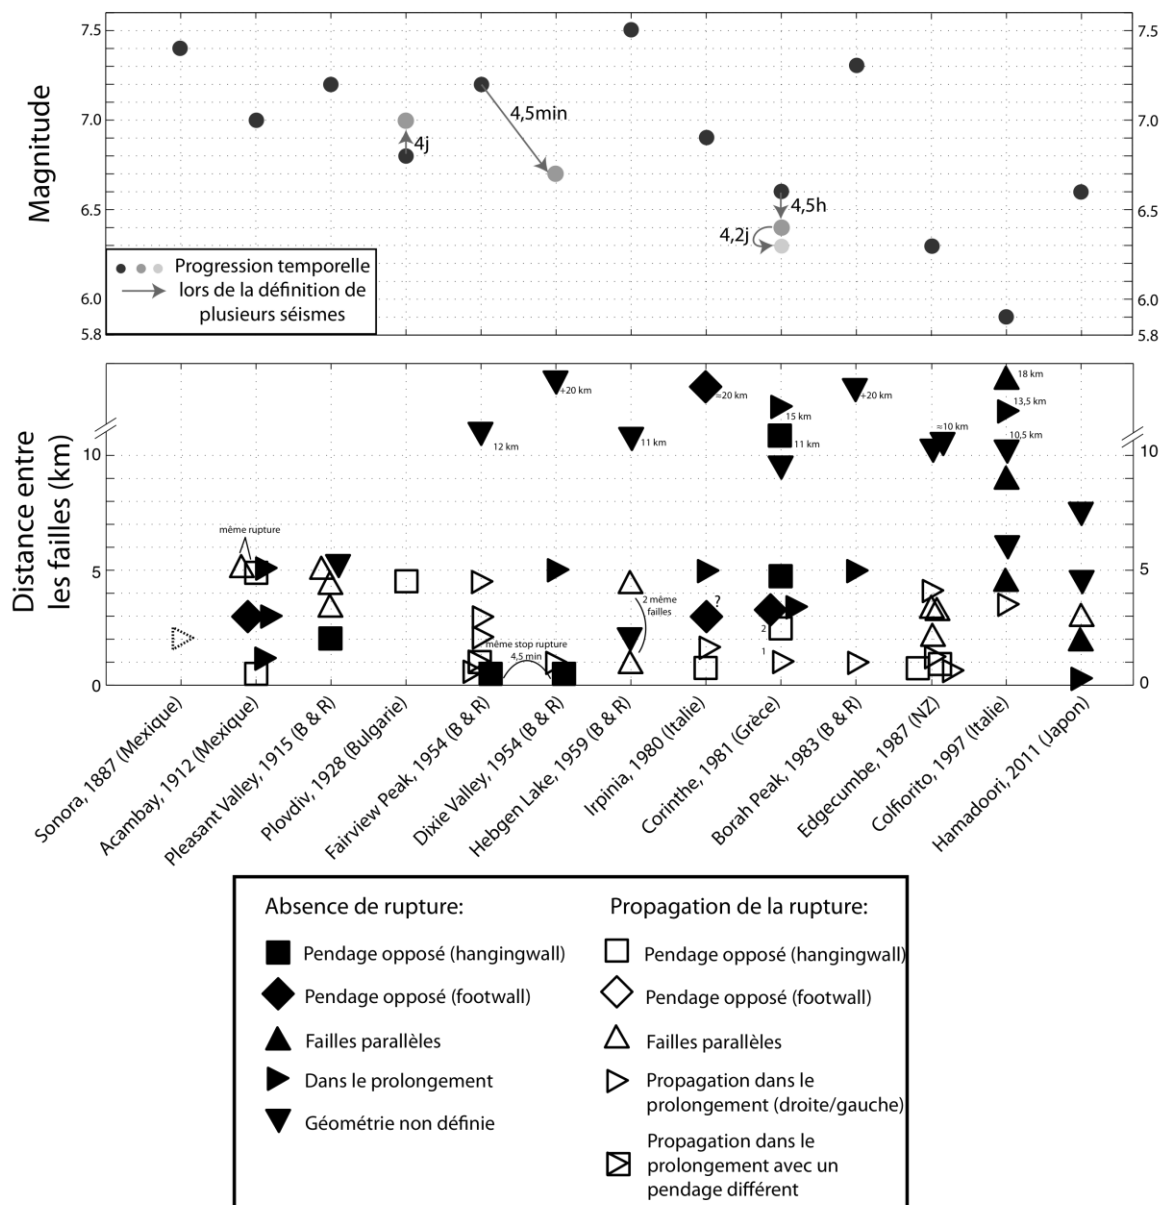 Magnitude
7.5
7.0
6.5
6.0
5.8
7.5
7.0
6.5
6.0
5.8
4j
4,5min
4,5h
4,2j
Progression temporelle
lors de la définition de
plusieurs séismes
Distance entre
les failles (km)
10
5
0
10
5
0
même rupture
12 km
même stop rupture
4,5 min
+20 km
11 km
2 même
failles
≈20 km
?
15 km
11 km
2
1
+20 km
≈10 km
18 km
13,5 km
10,5 km
Sonora, 1887 (Mexique)
Acambay, 1912 (Mexique)
Pleasant Valley, 1915 (B & R)
Plovdiv, 1928 (Bulgarie)
Fairview Peak, 1954 (B & R)
Dixie Valley, 1954 (B & R)
Hebgen Lake, 1959 (B & R)
Irpinia, 1980 (Italie)
Corinthe, 1981 (Grèce)
Borah Peak, 1983 (B & R)
Edgecumbe, 1987 (NZ)
Colfiorito, 1997 (Italie)
Hamadoori, 2011 (Japon)
Absence de rupture:
Pendage opposé (hangingwall)
Pendage opposé (footwall)
Failles parallèles
Dans le prolongement
Géométrie non définie
Propagation de la rupture:
Pendage opposé (hangingwall)
Pendage opposé (footwall)
Failles parallèles
Propagation dans le
prolongement (droite/gauche)
Propagation dans le
prolongement avec un
pendage différent